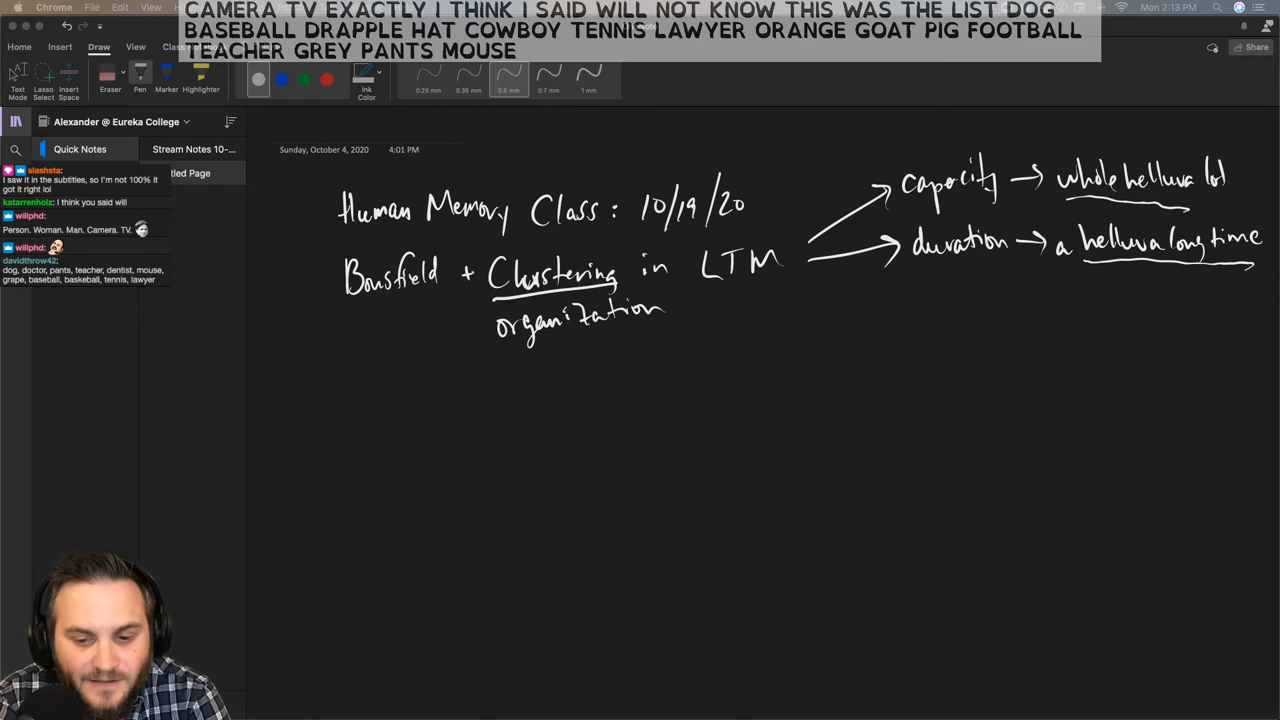 CAMERA TV EXACTLY I THINK I SAID WILL NOT KNOW THIS WAS THE LIST DOG
BASEBALL DRAPPLE HAT COWBOY TENNIS LAWYER ORANGE GOAT PIG FOOTBALL
TEACHER GREY PANTS MOUSE
Chrome File Edit View Mon 2:13 PM
Home Insert Draw Class Share
Text Mode Lasso Select Insert Space Eraser Pen Marker Highlighter Ink Color 0.25 mm 0.35 mm 0.5 mm 0.7 mm 1 mm
Alexander @ Eureka College
Quick Notes Stream Notes 10-...
tled Page
Sunday, October 4, 2020 4:01 PM
slashsta:
I saw it in the subtitles, so I'm not 100% it
got it right lol
katarrenholz: I think you said will
willphd:
Person. Woman. Man. Camera. TV.
willphd:
davidthrow42:
dog, doctor, pants, teacher, dentist, mouse,
grape, baseball, baskeball, tennis, lawyer
Human Memory Class: 10/19/20
Bousfield + Clustering in LTM
organization
capacity → whole helluva lot
duration → a helluva long time